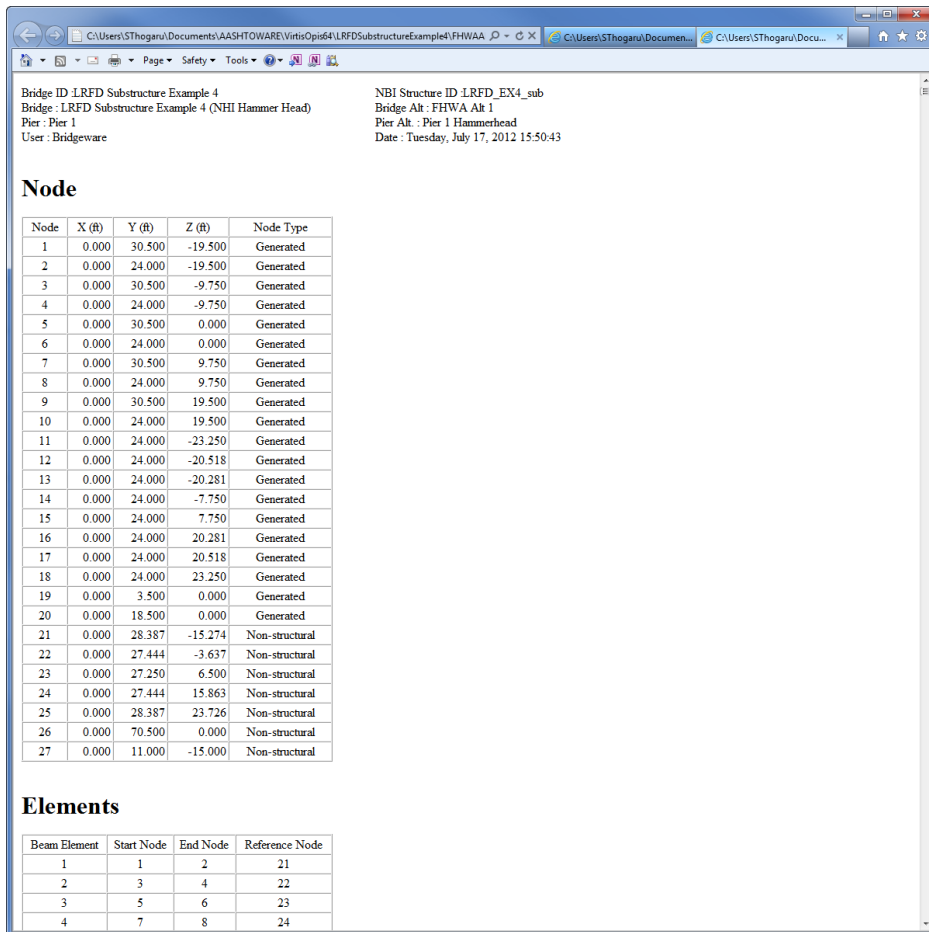 C:\Users\SThogaru\Documents\AASHTOWARE\VirtisOpis64\LRFDSubstructureExample4\FHWAA
C:\Users\SThogaru\Documen...
C:\Users\SThogaru\Docu...
Page Safety Tools
Bridge ID :LRFD Substructure Example 4 NBI Structure ID :LRFD_EX4_sub
Bridge : LRFD Substructure Example 4 (NHI Hammer Head) Bridge Alt : FHWA Alt 1
Pier : Pier 1 Pier Alt. : Pier 1 Hammerhead
User : Bridgeware Date : Tuesday, July 17, 2012 15:50:43
Node
Node X (ft) Y (ft) Z (ft) Node Type
1 0.000 30.500 -19.500 Generated
2 0.000 24.000 -19.500 Generated
3 0.000 30.500 -9.750 Generated
4 0.000 24.000 -9.750 Generated
5 0.000 30.500 0.000 Generated
6 0.000 24.000 0.000 Generated
7 0.000 30.500 9.750 Generated
8 0.000 24.000 9.750 Generated
9 0.000 30.500 19.500 Generated
10 0.000 24.000 19.500 Generated
11 0.000 24.000 -23.250 Generated
12 0.000 24.000 -20.518 Generated
13 0.000 24.000 -20.281 Generated
14 0.000 24.000 -7.750 Generated
15 0.000 24.000 7.750 Generated
16 0.000 24.000 20.281 Generated
17 0.000 24.000 20.518 Generated
18 0.000 24.000 23.250 Generated
19 0.000 3.500 0.000 Generated
20 0.000 18.500 0.000 Generated
21 0.000 28.387 -15.274 Non-structural
22 0.000 27.444 -3.637 Non-structural
23 0.000 27.250 6.500 Non-structural
24 0.000 27.444 15.863 Non-structural
25 0.000 28.387 23.726 Non-structural
26 0.000 70.500 0.000 Non-structural
27 0.000 11.000 -15.000 Non-structural
Elements
Beam Element Start Node End Node Reference Node
1 1 2 21
2 3 4 22
3 5 6 23
4 7 8 24